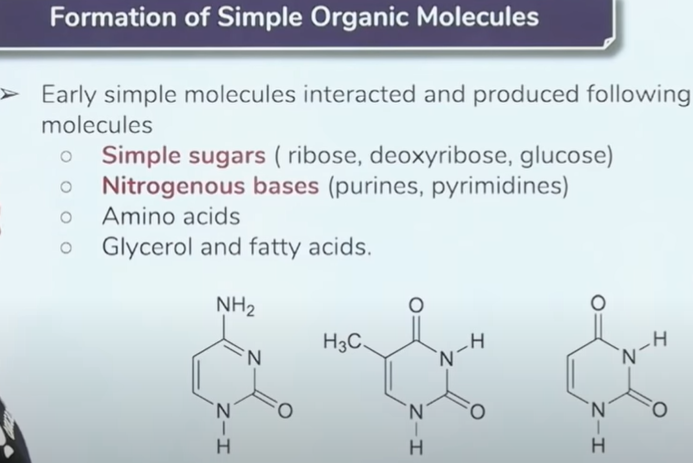 Formation of Simple Organic Molecules
➢ Early simple molecules interacted and produced following
molecules
○ Simple sugars ( ribose, deoxyribose, glucose)
○ Nitrogenous bases (purines, pyrimidines)
○ Amino acids
○ Glycerol and fatty acids.
NH₂
N
N
O
H
O
H₃C
N
H
N
O
H
O
N
H
N
O
H